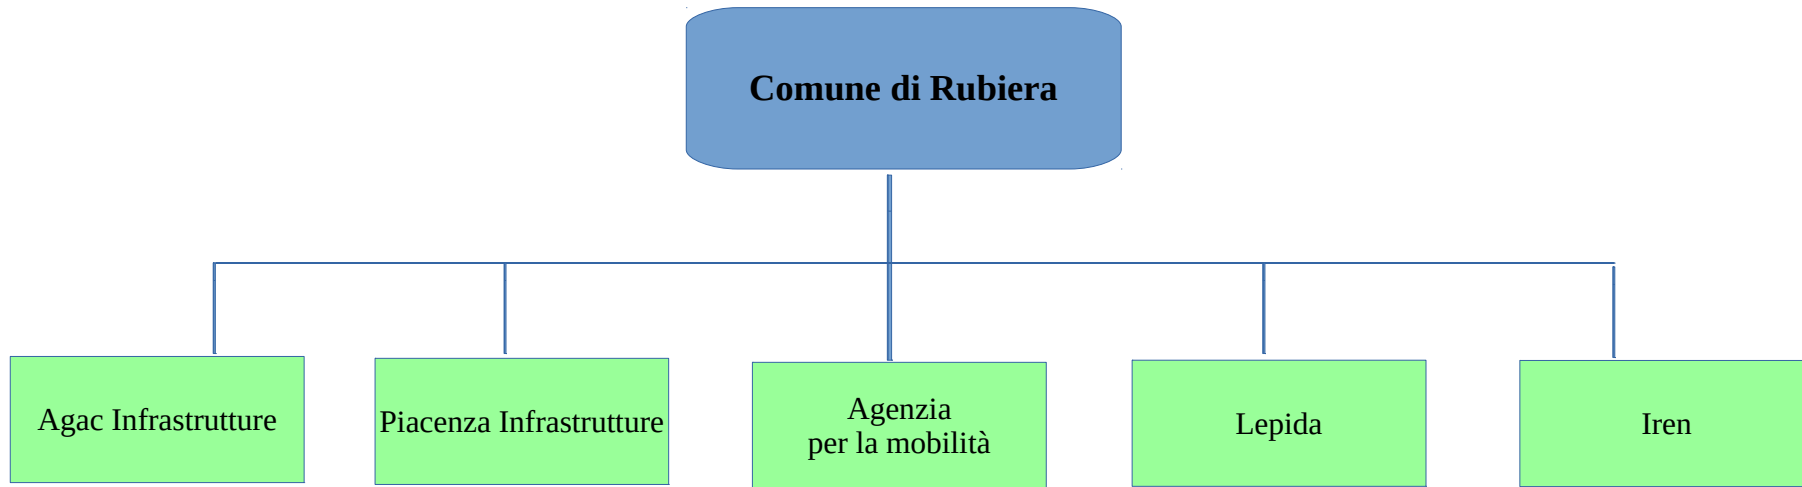 Comune di Rubiera
Agac Infrastrutture
Piacenza Infrastrutture
Agenzia
per la mobilità
Lepida
Iren